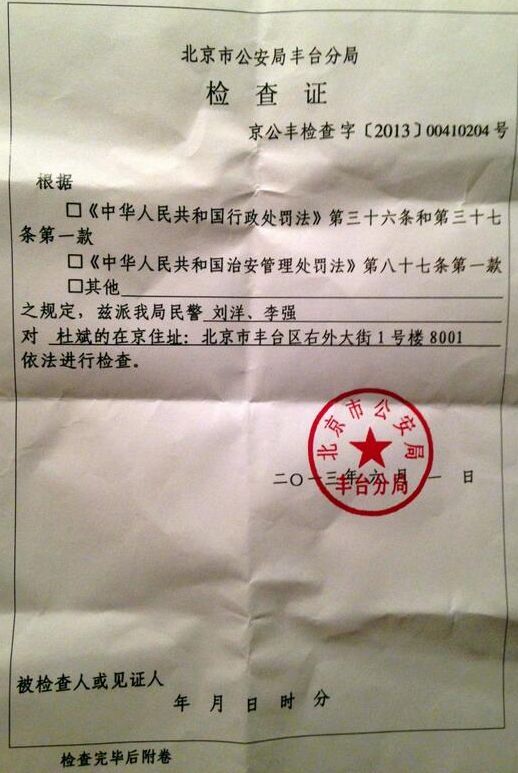 北京市公安局丰台分局
检查证
京公丰检查字〔2013〕00410204号
根据
□《中华人民共和国行政处罚法》第三十六条和第三十七
条第一款
□《中华人民共和国治安管理处罚法》第八十七条第一款
□其他
之规定，兹派我局民警 刘洋、李强
对 杜斌的在京住址：北京市丰台区右外大街1号楼8001
依法进行检查。
北京市公安局
二〇一三年六月一日
丰台分局
被检查人或见证人
年月日时分
检查完毕后附卷